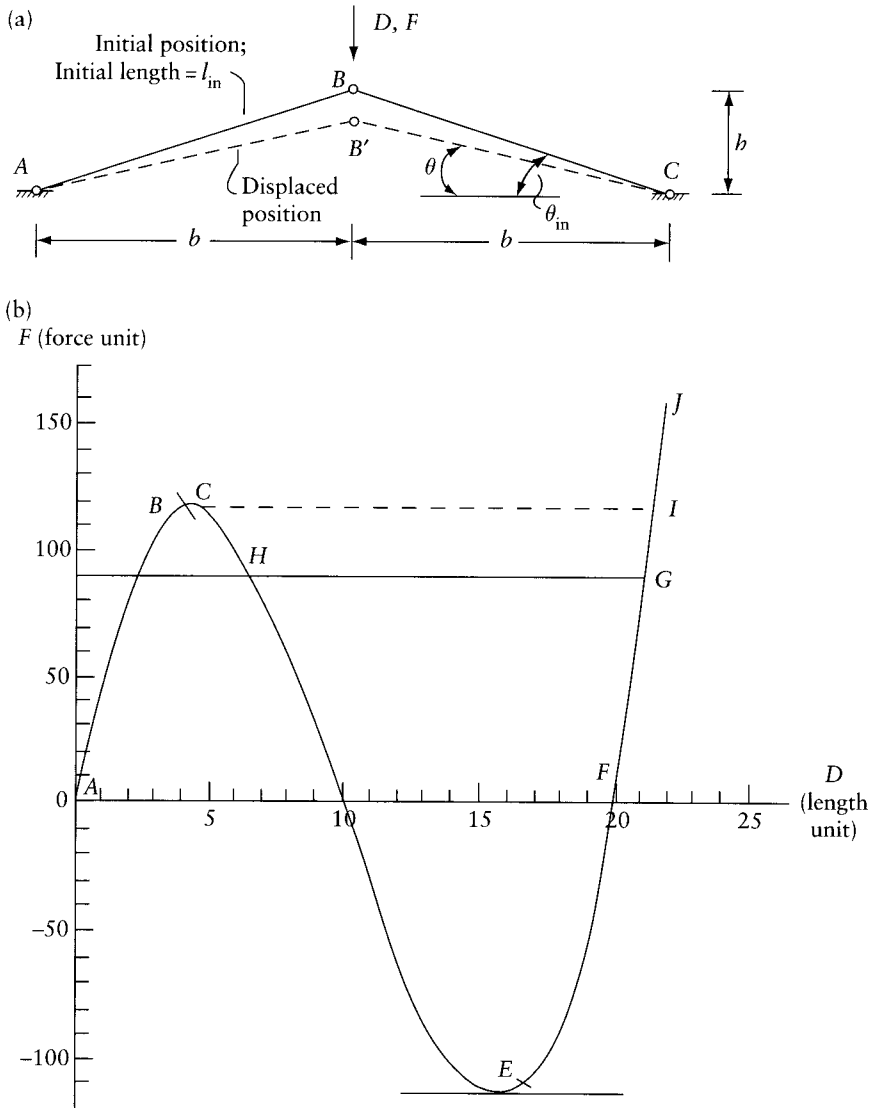 (a)
D, F
Initial position;
Initial length = l_in
B
h
A
B′
θ
C
Displaced
position
θ_in
b
b
(b)
F (force unit)
150
J
B
C
I
100
H
G
50
A
F
D
(length
unit)
0
5
10
15
20
25
−50
−100
E